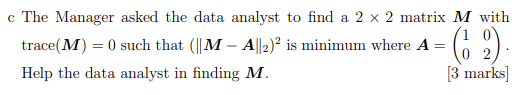 c The Manager asked the data analyst to find a 2 × 2 matrix M with
trace(M) = 0 such that (‖M − A‖₂)² is minimum where A = (1 0
0 2).
Help the data analyst in finding M. [3 marks]